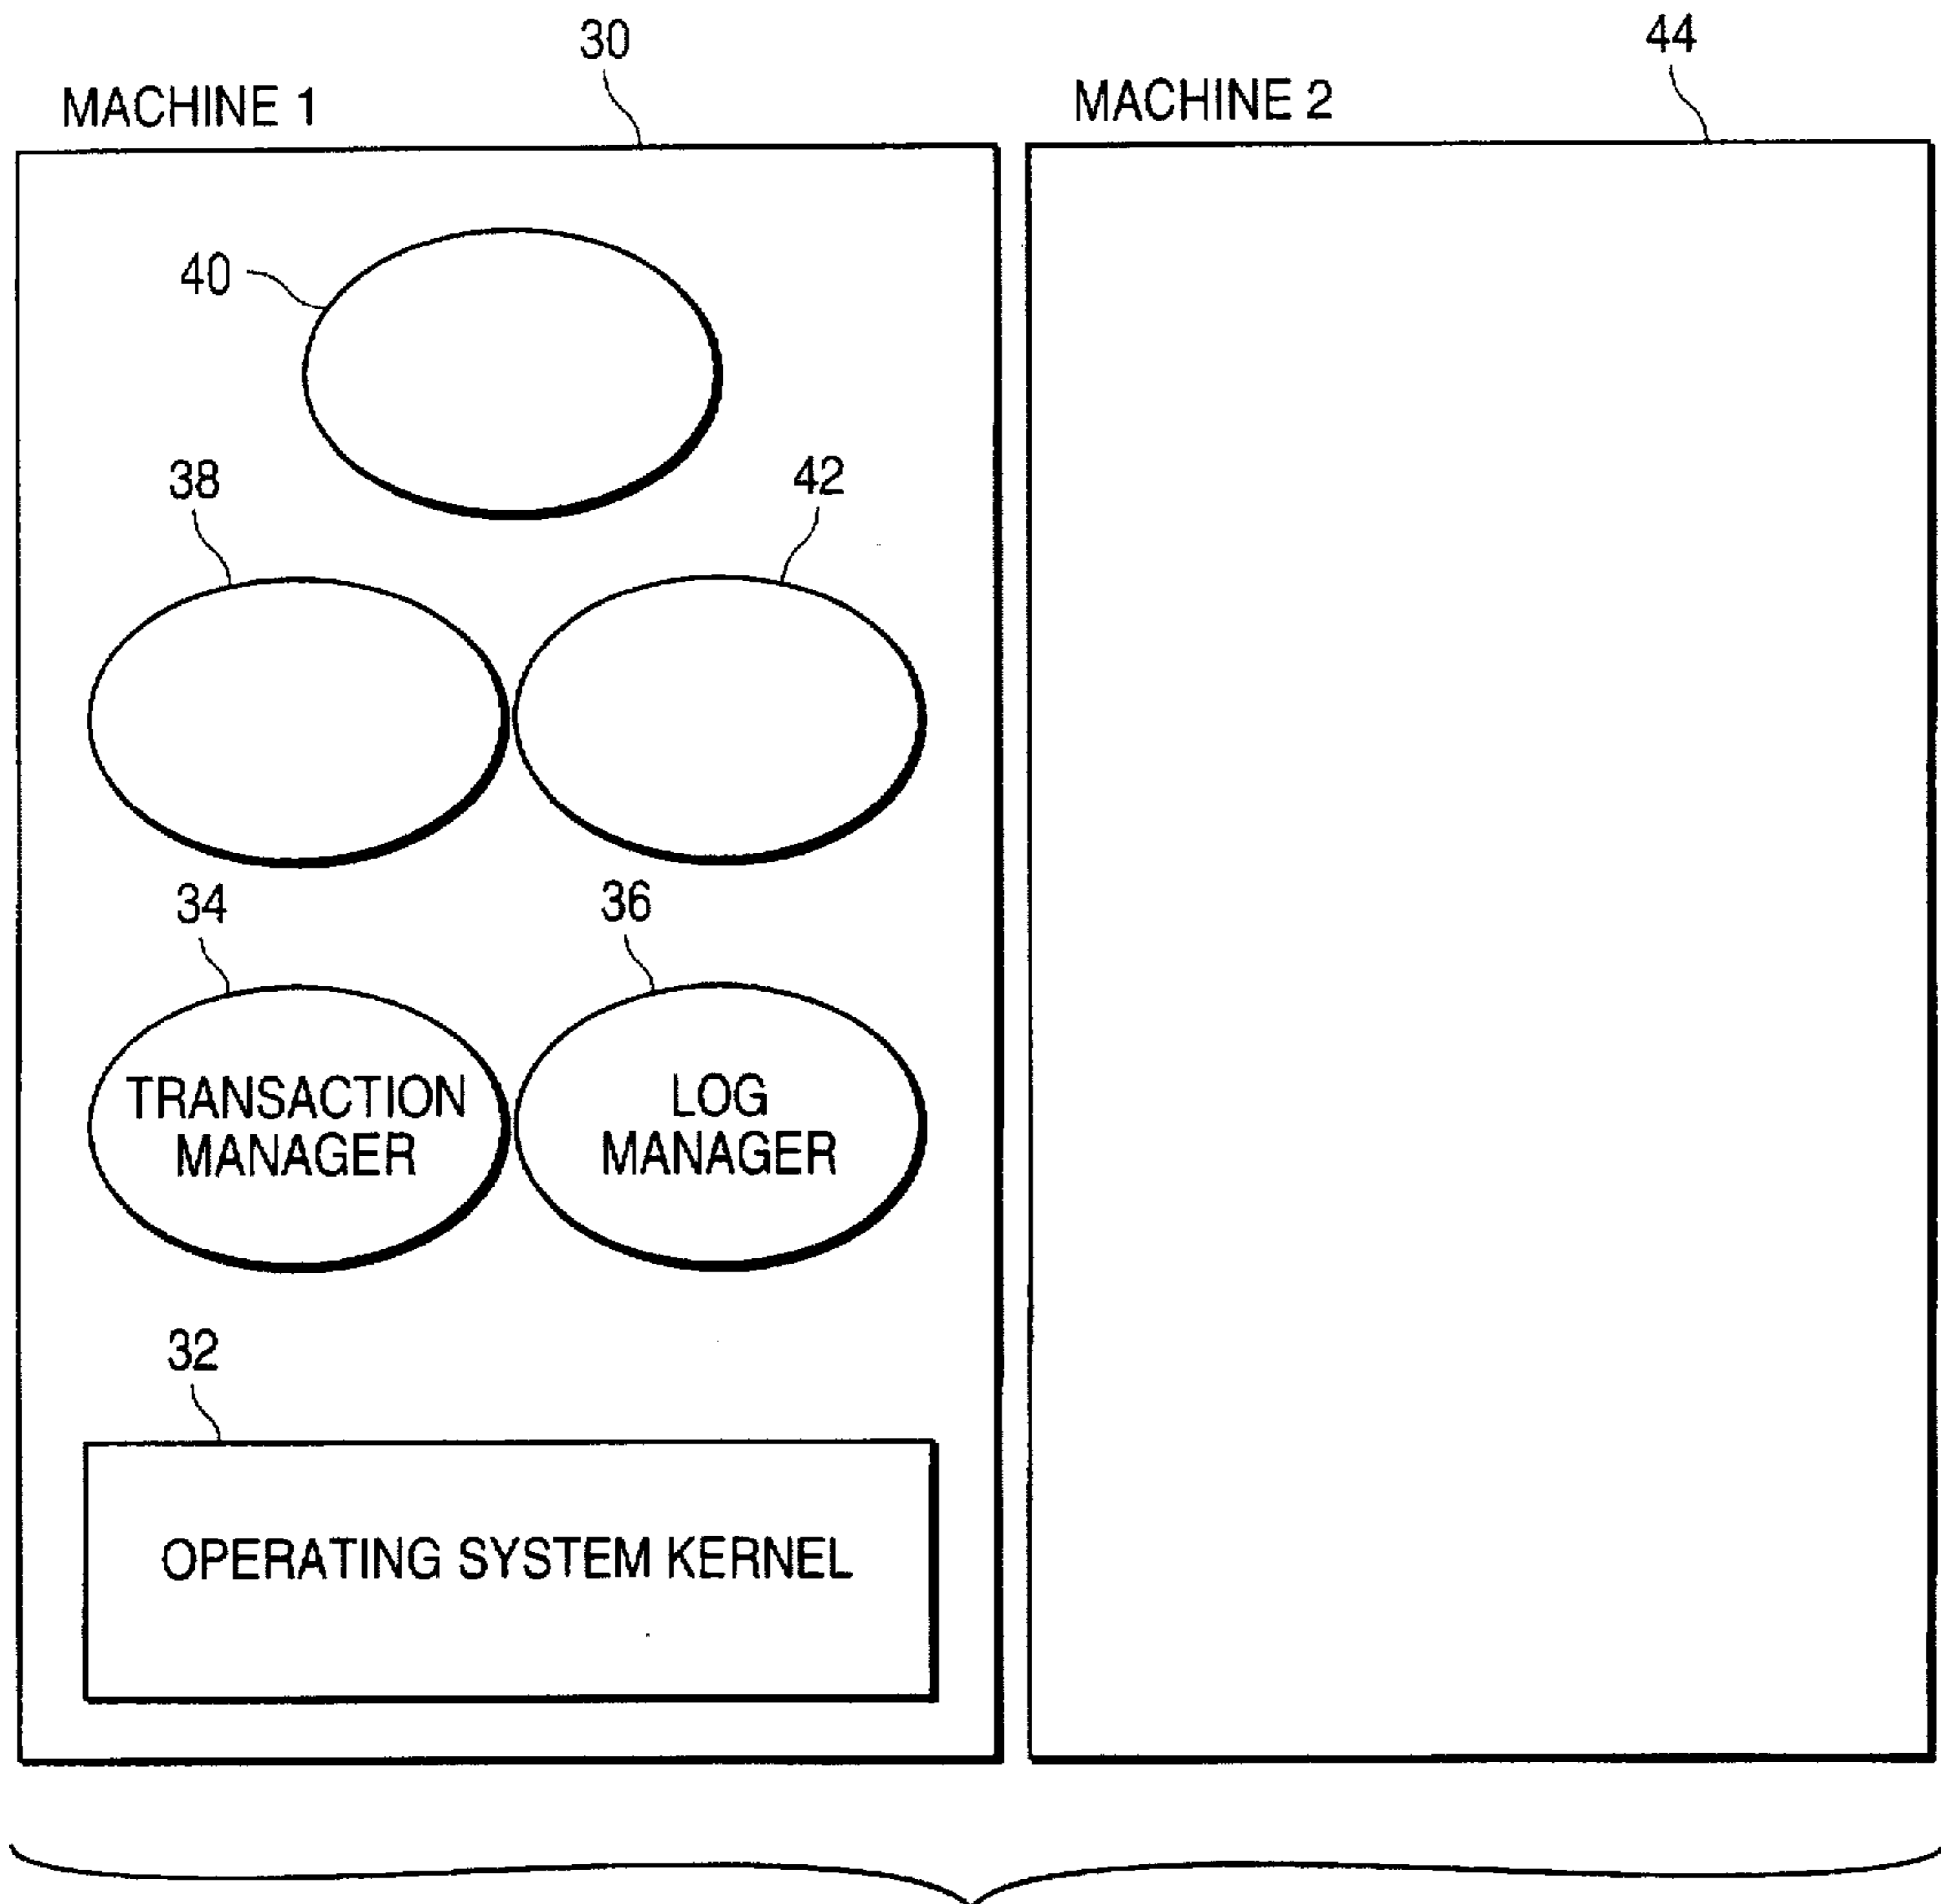 30
44
MACHINE 1
MACHINE 2
40
38
42
34
36
TRANSACTION
MANAGER
LOG
MANAGER
32
OPERATING SYSTEM KERNEL